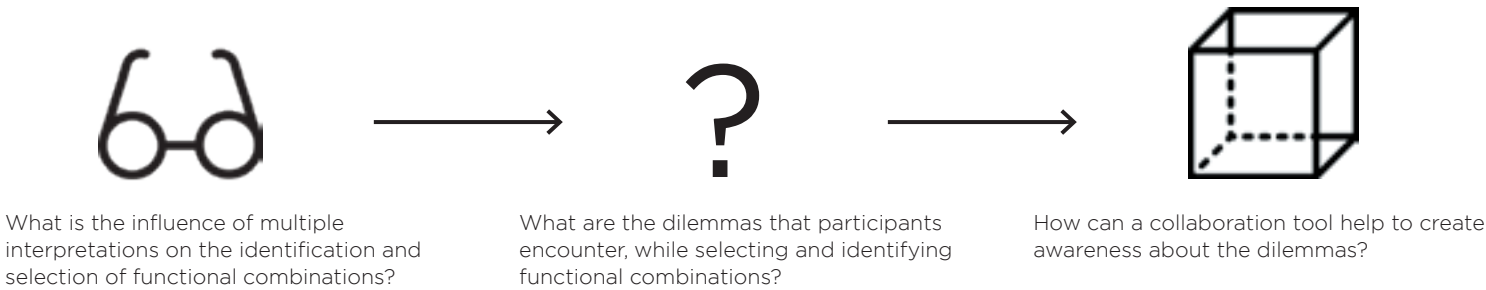 ?
What is the influence of multiple
interpretations on the identification and
selection of functional combinations?
What are the dilemmas that participants
encounter, while selecting and identifying
functional combinations?
How can a collaboration tool help to create
awareness about the dilemmas?